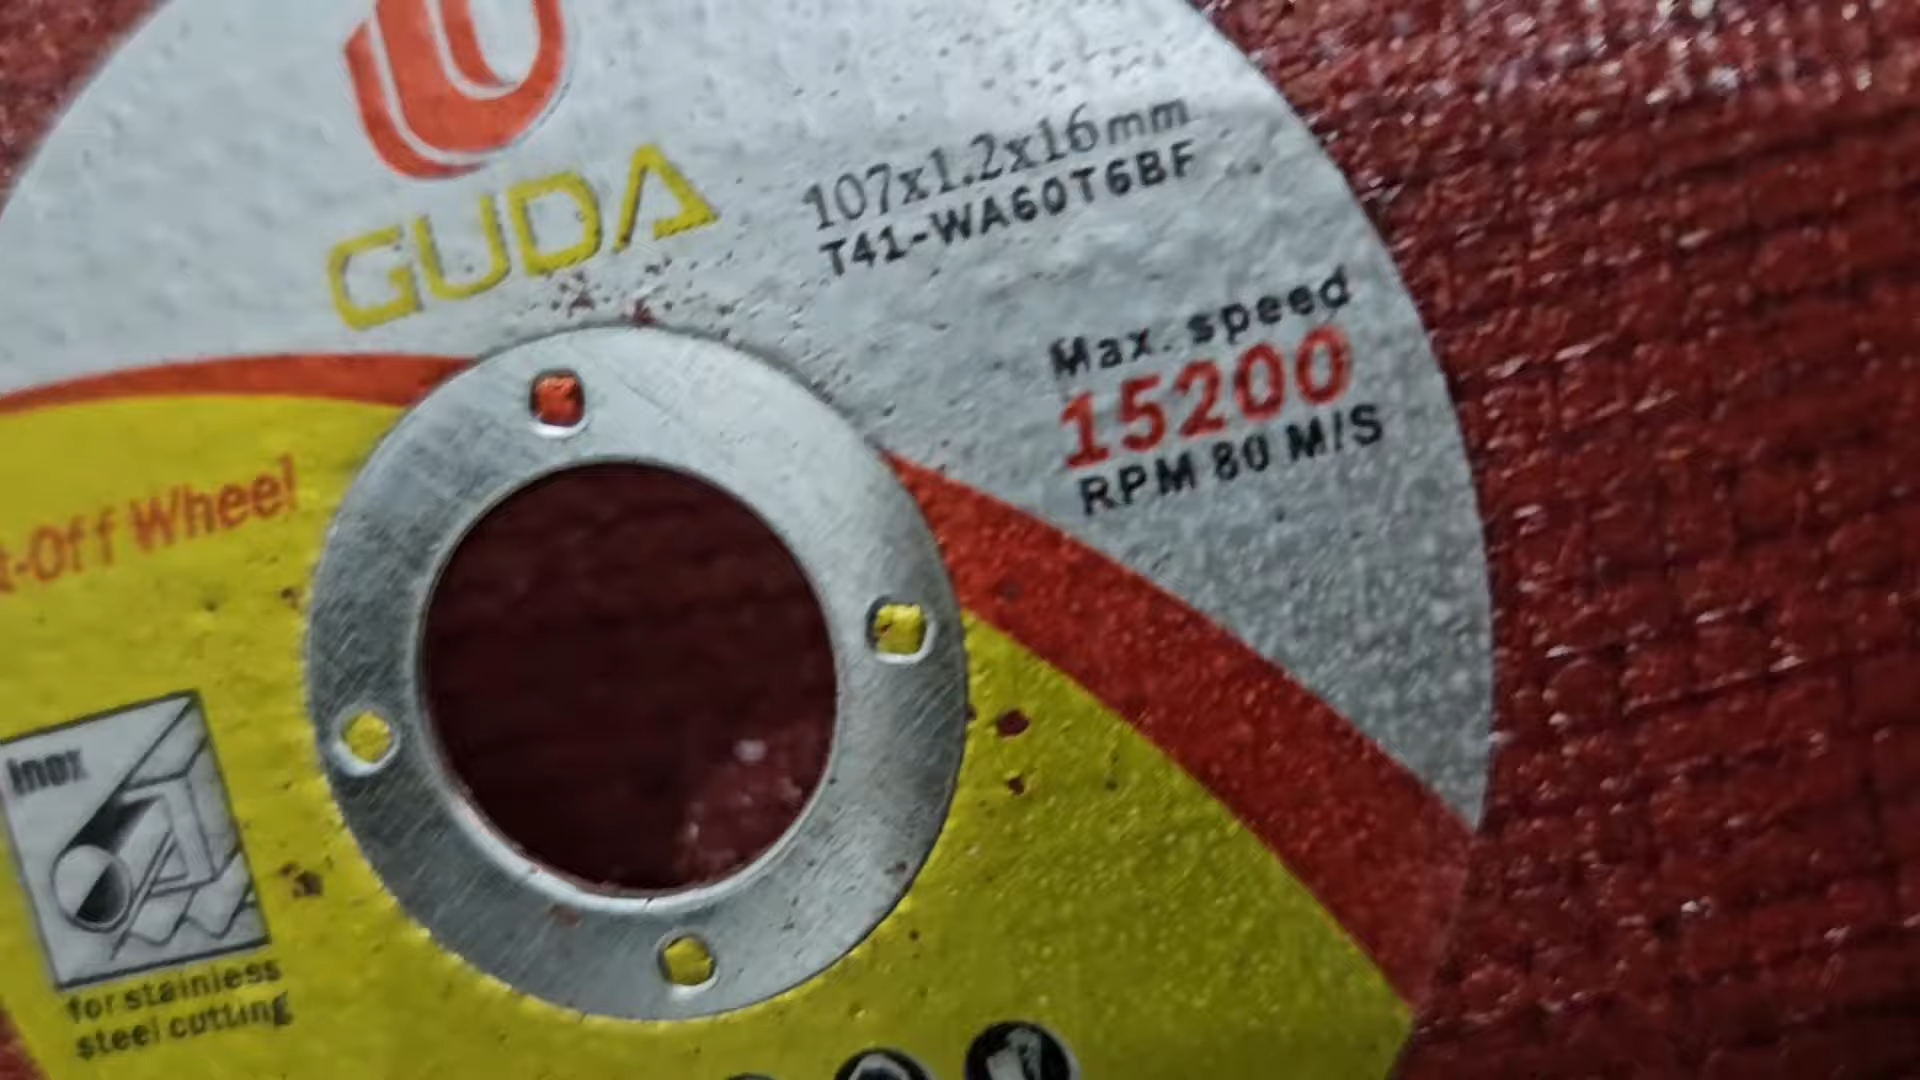 GUDA
107x1.2x16mm
T41-WA60T6BF
Max. speed
15200
RPM 80 M/S
t-Off Wheel
inox
for stainless
steel cutting